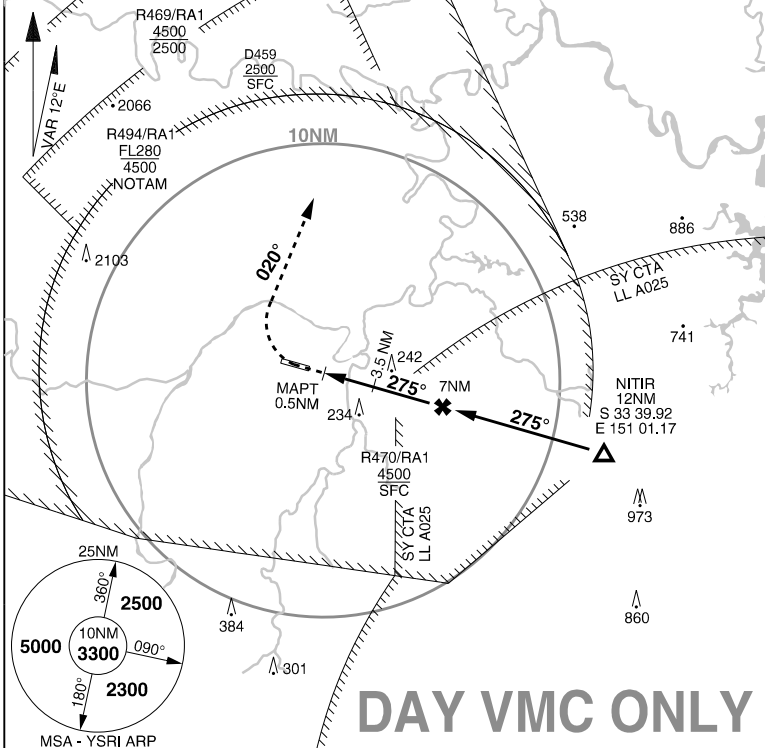 R469/RA1
4500
2500
D459
2500
SFC
VAR 12°E
2066
R494/RA1
FL280
4500
NOTAM
10NM
2103
020°
538
886
SY CTA
LL A025
741
3.5 NM
242
275°
7NM
MAPT
0.5NM
234
275°
NITIR
12NM
S 33 39.92
E 151 01.17
R470/RA1
4500
SFC
SY CTA
LL A025
973
860
384
301
25NM
360°
2500
10NM
3300
5000
090°
180°
2300
MSA - YSRI ARP
DAY VMC ONLY